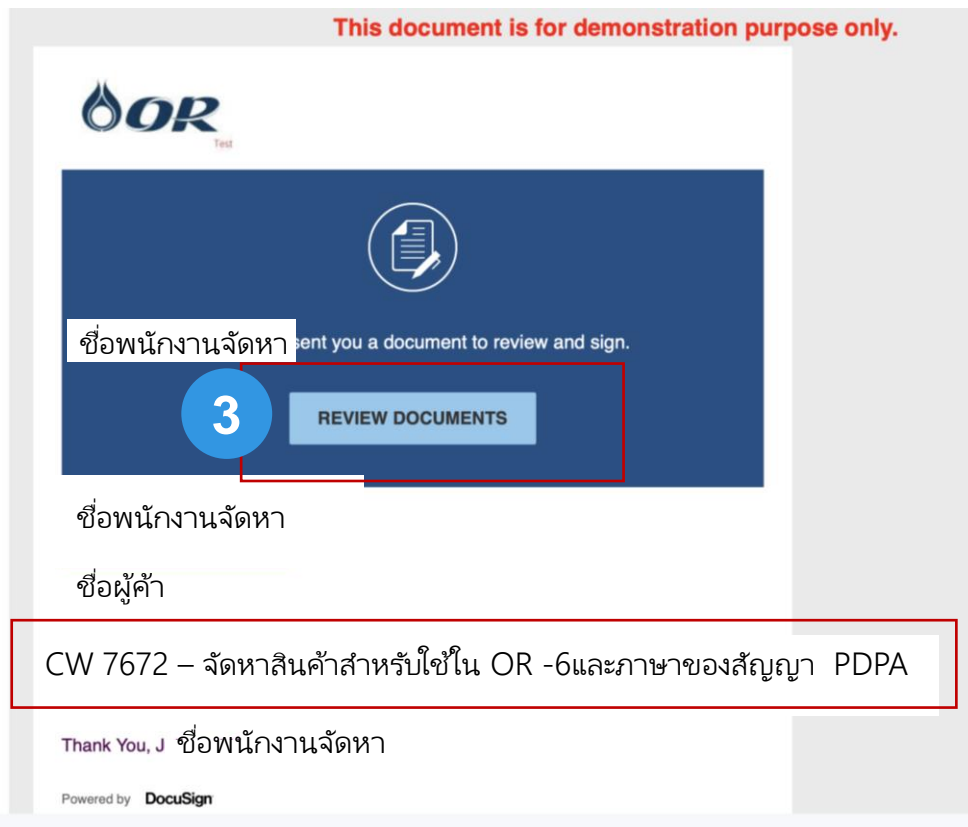 This document is for demonstration purpose only.
OR
Test
ชื่อพนักงานจัดหา sent you a document to review and sign.
3
REVIEW DOCUMENTS
ชื่อพนักงานจัดหา
ชื่อผู้ค้า
CW 7672 – จัดหาสินค้าสำหรับใช้ใน OR -6และภาษาของสัญญา PDPA
Thank You, J ชื่อพนักงานจัดหา
Powered by DocuSign